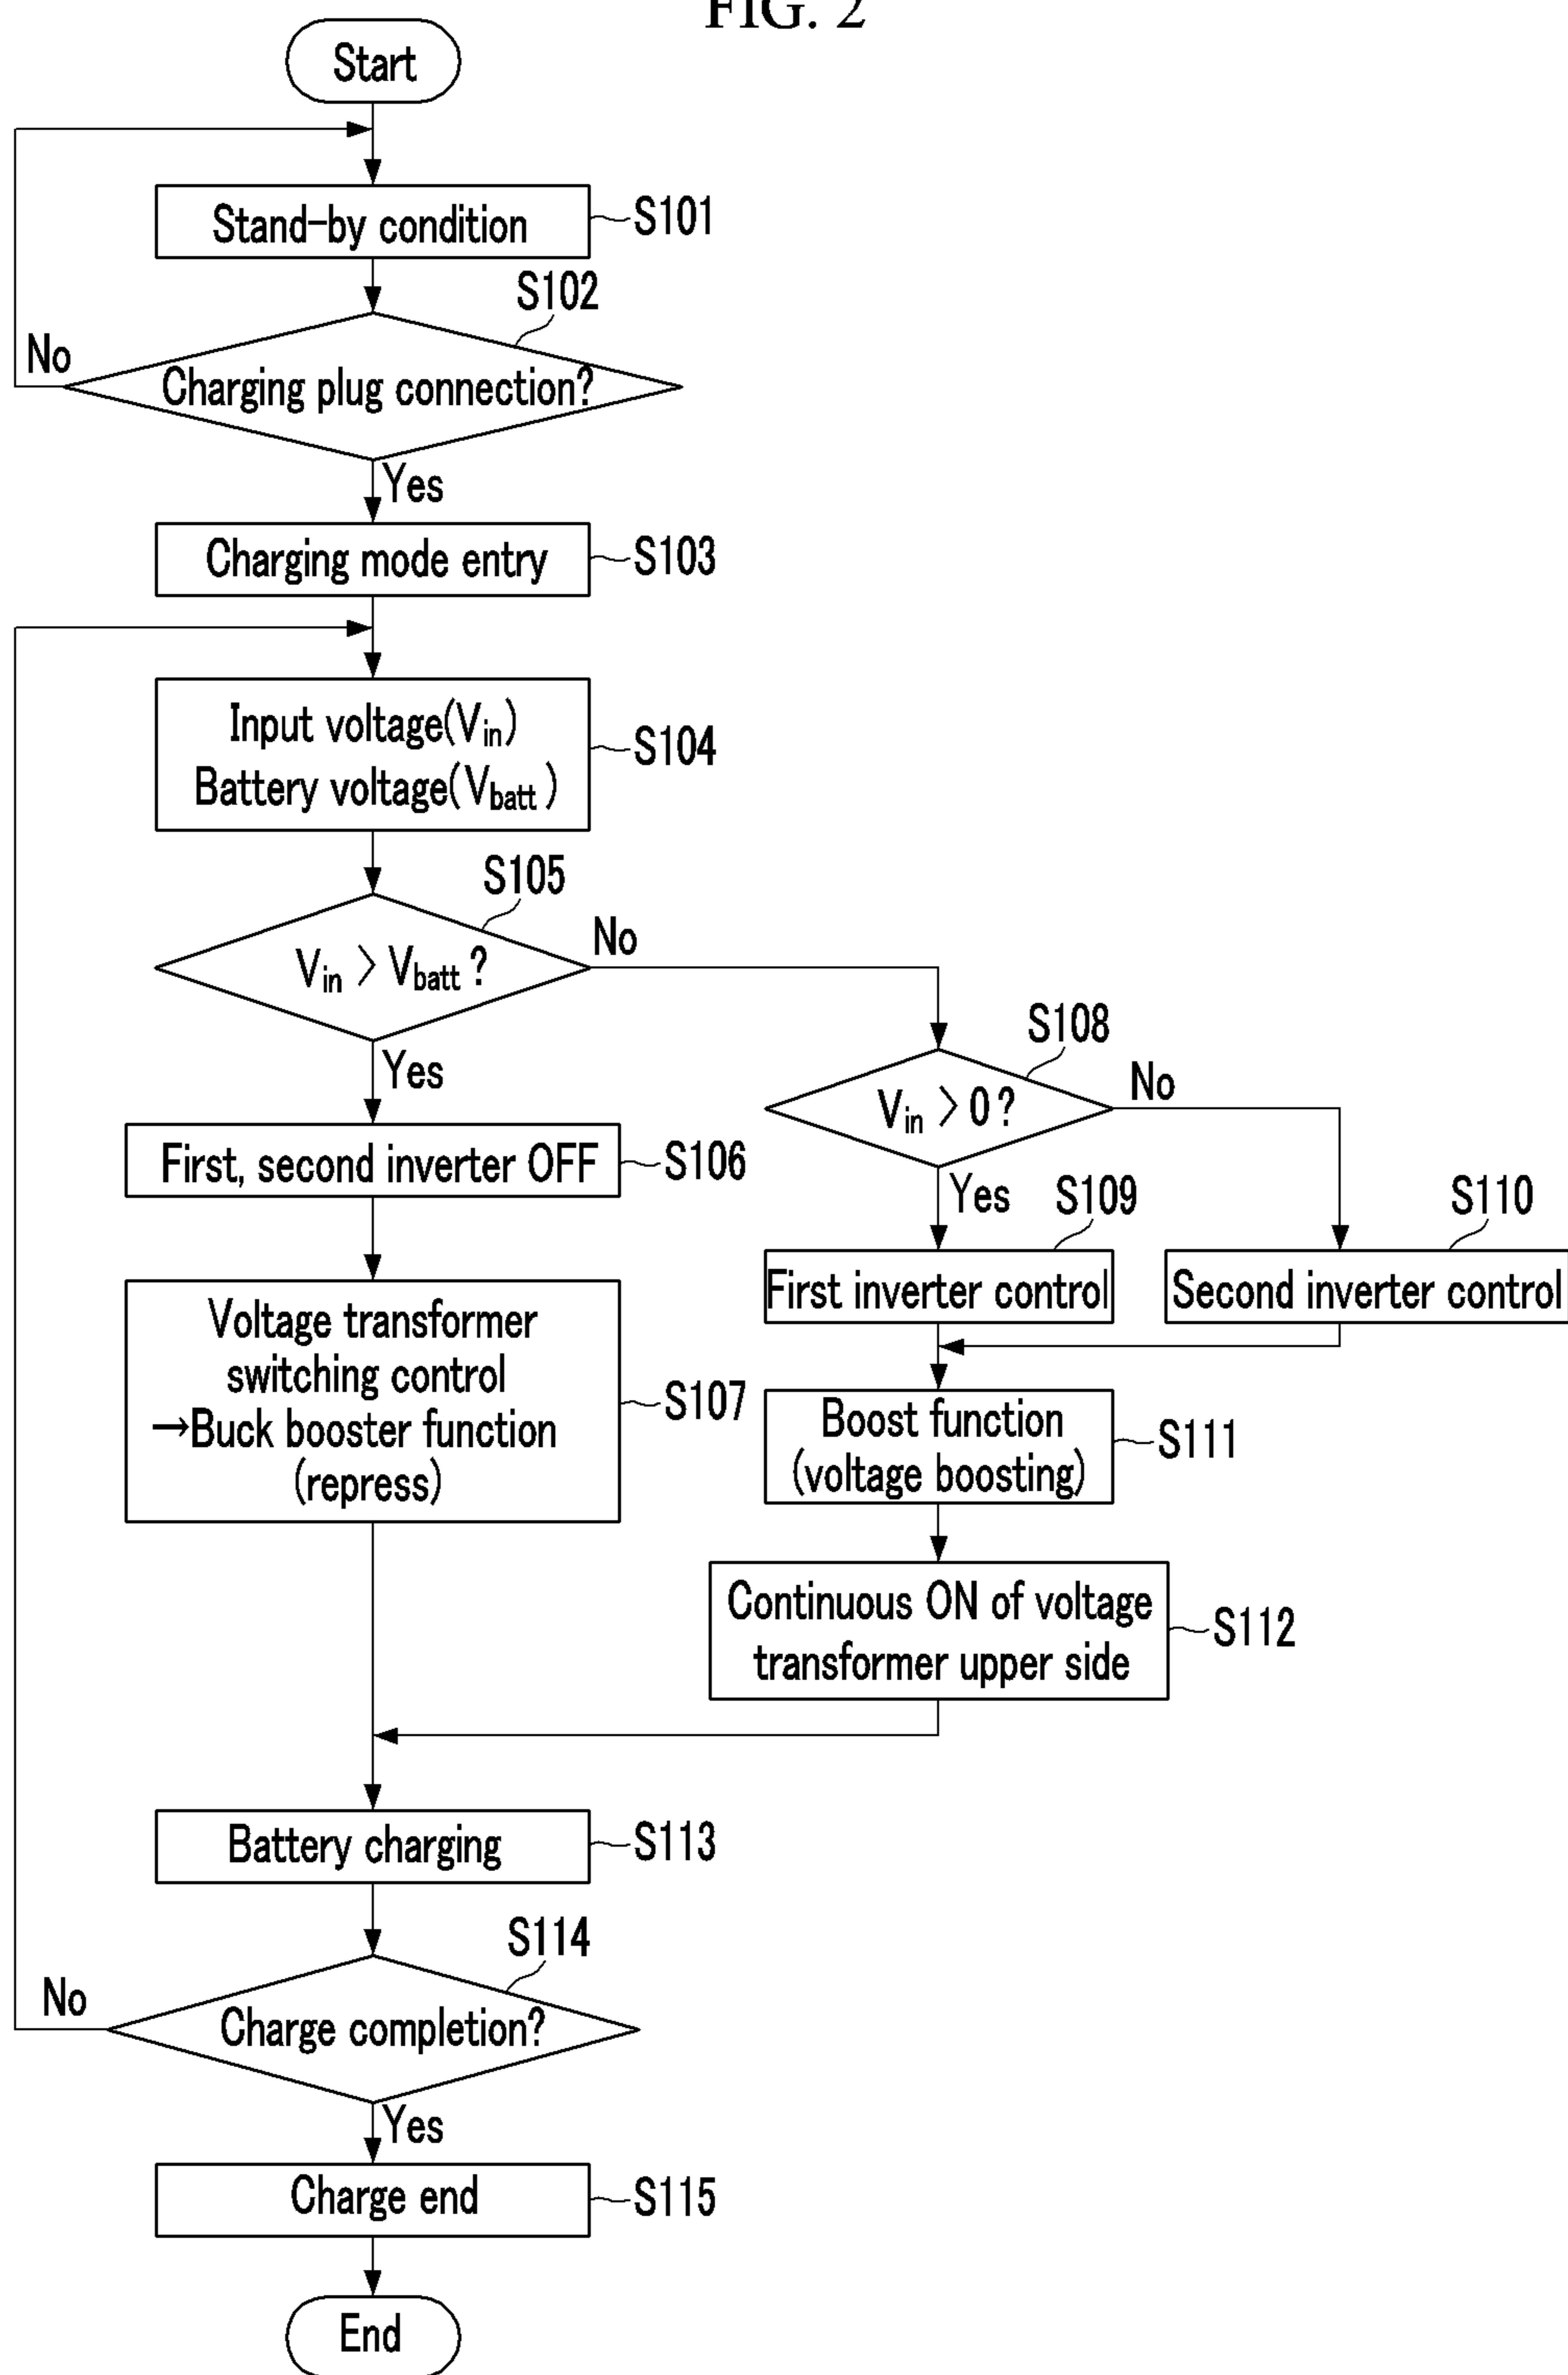 FIG. 2
Start
Stand-by condition
S101
S102
No
Charging plug connection?
Yes
Charging mode entry
S103
Input voltage(Vin)
Battery voltage(Vbatt)
S104
S105
No
Vin > Vbatt ?
Yes
S108
Vin > 0 ?
No
First, second inverter OFF
S106
Yes
S109
S110
First inverter control
Second inverter control
Voltage transformer
switching control
→Buck booster function
(repress)
S107
Boost function
(voltage boosting)
S111
Continuous ON of voltage
transformer upper side
S112
Battery charging
S113
S114
No
Charge completion?
Yes
Charge end
S115
End